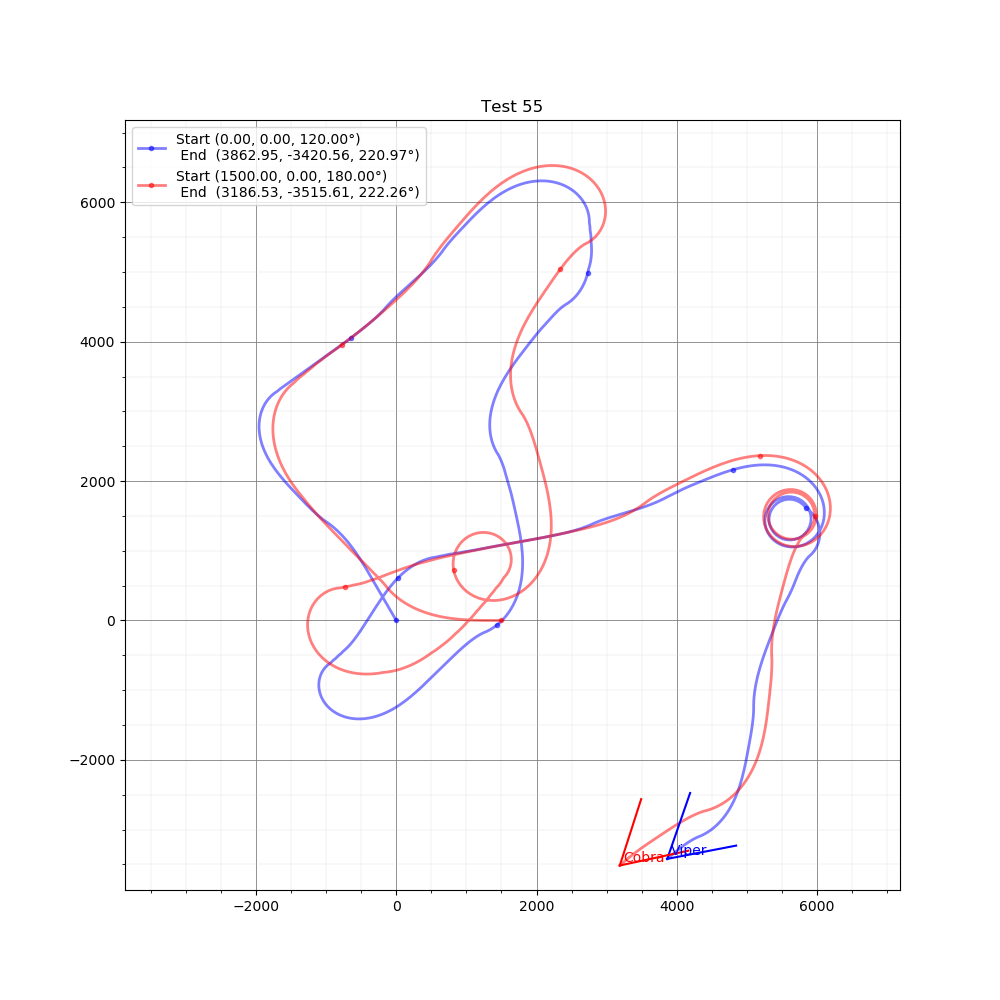 Test 55
Start (0.00, 0.00, 120.00°)
End (3862.95, -3420.56, 220.97°)
Start (1500.00, 0.00, 180.00°)
End (3186.53, -3515.61, 222.26°)
6000
4000
2000
0
−2000
Cobra
Viper
−2000
0
2000
4000
6000